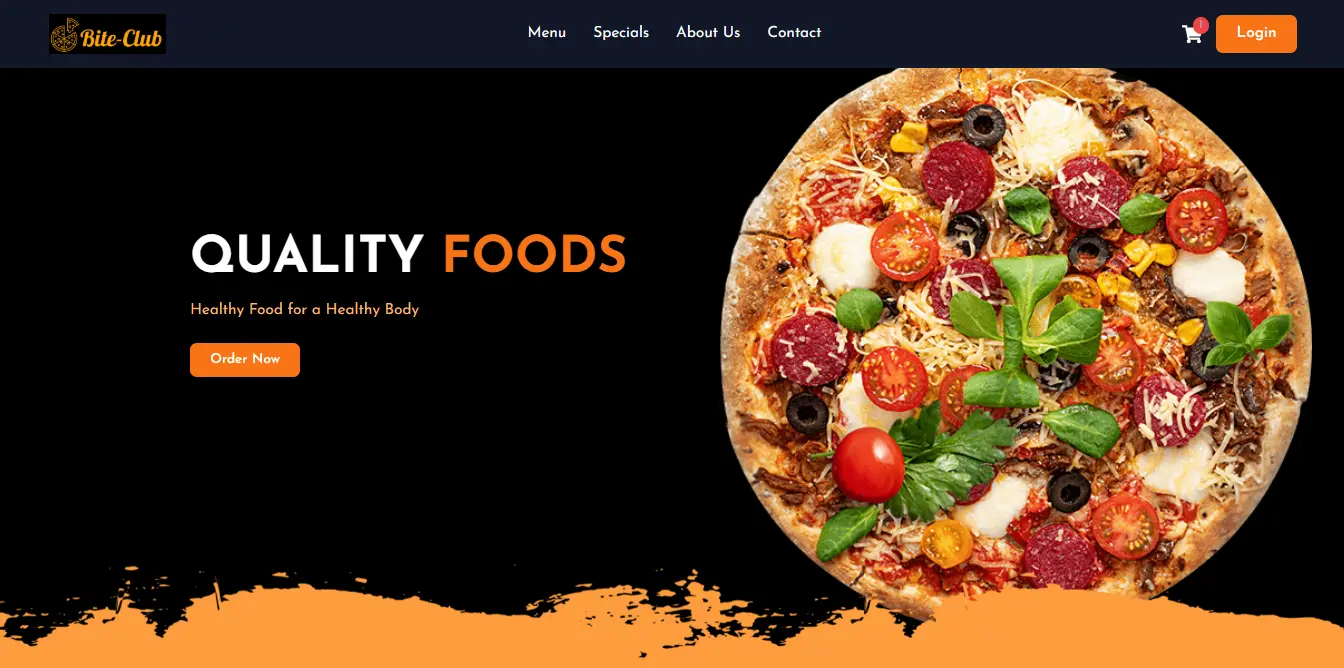 Bite-Club
Menu Specials About Us Contact
1
Login
QUALITY FOODS
Healthy Food for a Healthy Body
Order Now